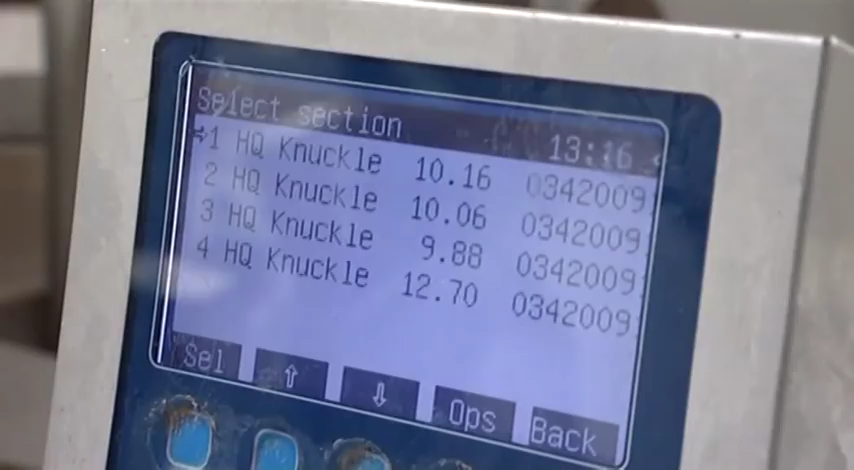 Select section 13:16
⇨1 HQ Knuckle 10.16 0342009
2 HQ Knuckle 10.06 0342009
3 HQ Knuckle 9.88 0342009
4 HQ Knuckle 12.70 0342009
Sel ⇧ ⇩ Ops Back